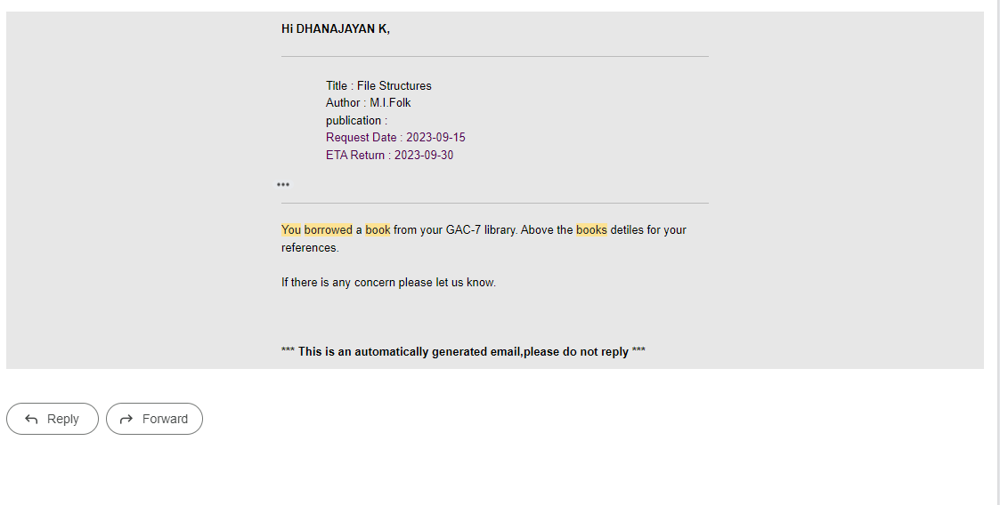 Hi DHANAJAYAN K,
Title : File Structures
Author : M.I.Folk
publication :
Request Date : 2023-09-15
ETA Return : 2023-09-30
•••
You borrowed a book from your GAC-7 library. Above the books detiles for your
references.
If there is any concern please let us know.
*** This is an automatically generated email,please do not reply ***
Reply
Forward